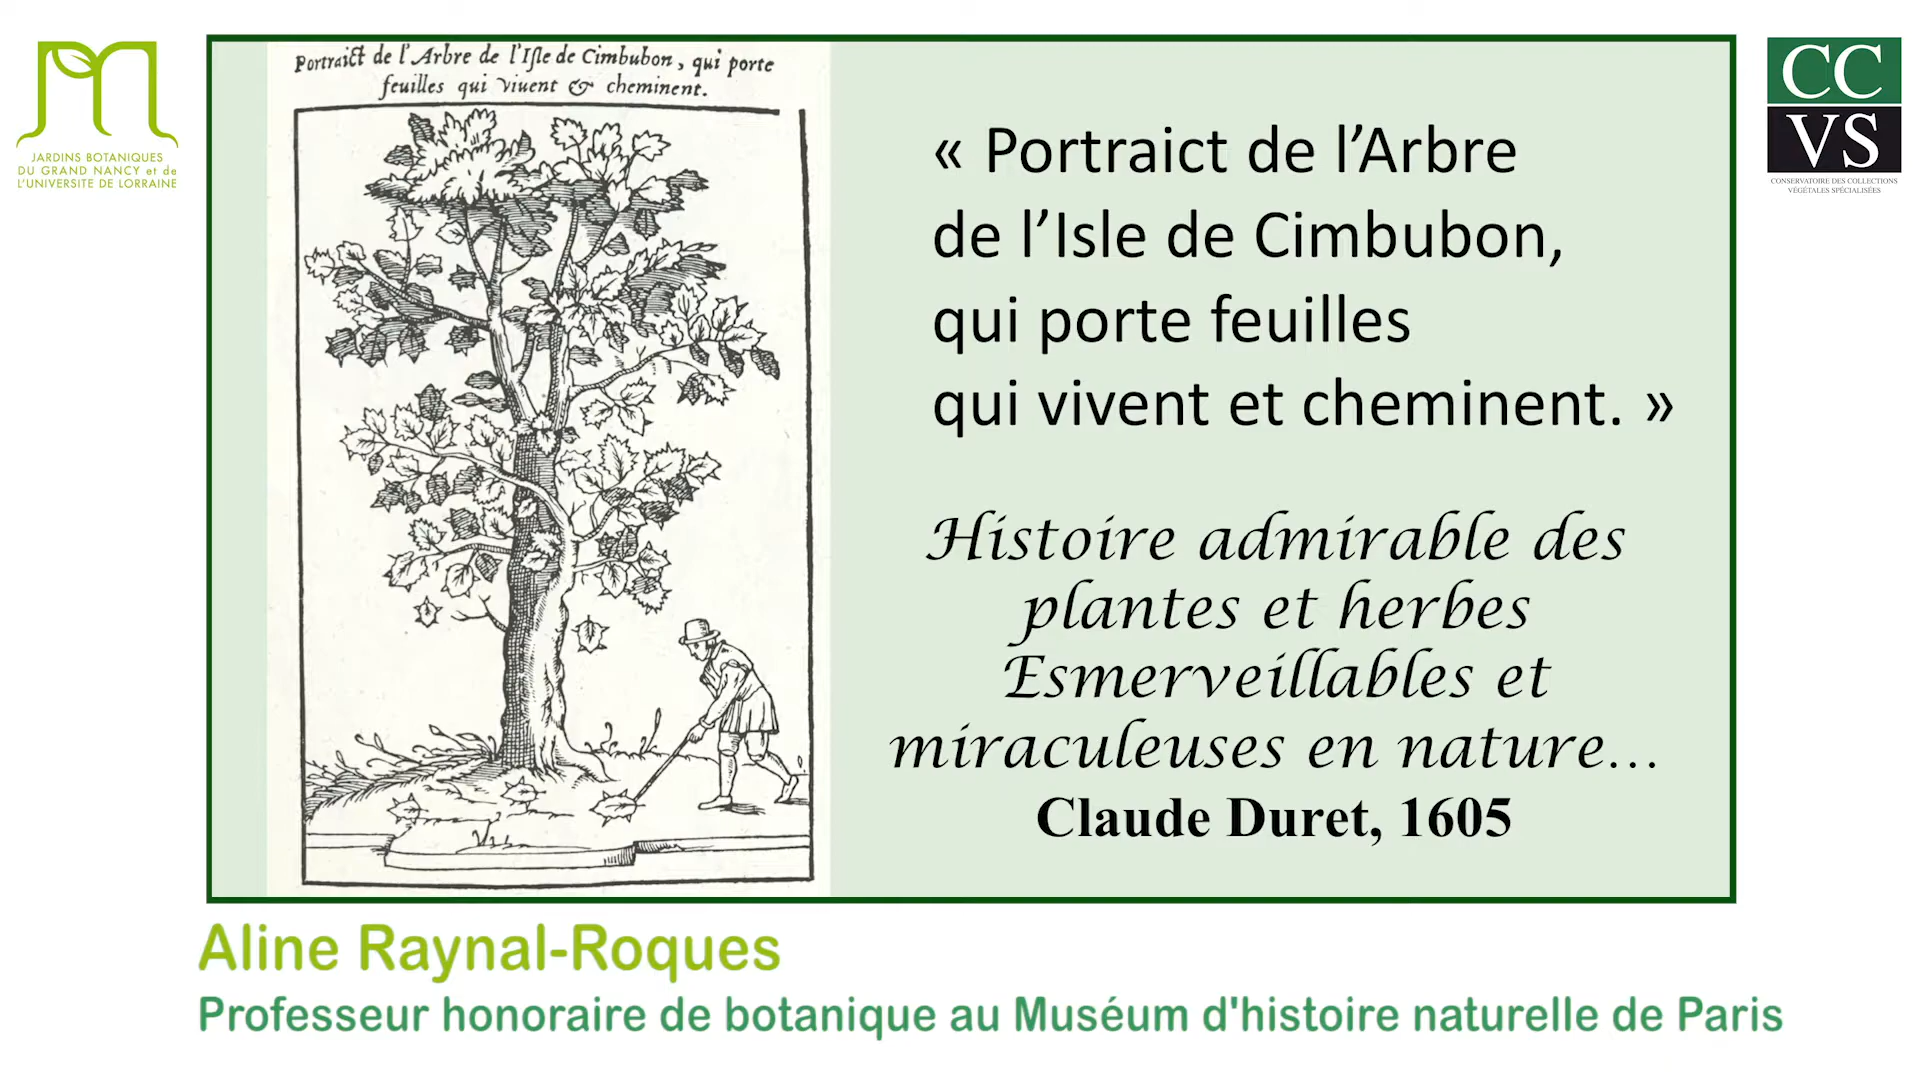 JARDINS BOTANIQUES
DU GRAND NANCY et de
L'UNIVERSITE DE LORRAINE
Portraict de l'Arbre de l'Isle de Cimbubon, qui porte
feuilles qui viuent & cheminent.
« Portraict de l’Arbre
de l’Isle de Cimbubon,
qui porte feuilles
qui vivent et cheminent. »
Histoire admirable des
plantes et herbes
Esmerveillables et
miraculeuses en nature…
Claude Duret, 1605
CC
VS
CONSERVATOIRE DES COLLECTIONS
VÉGÉTALES SPÉCIALISÉES
Aline Raynal-Roques
Professeur honoraire de botanique au Muséum d'histoire naturelle de Paris